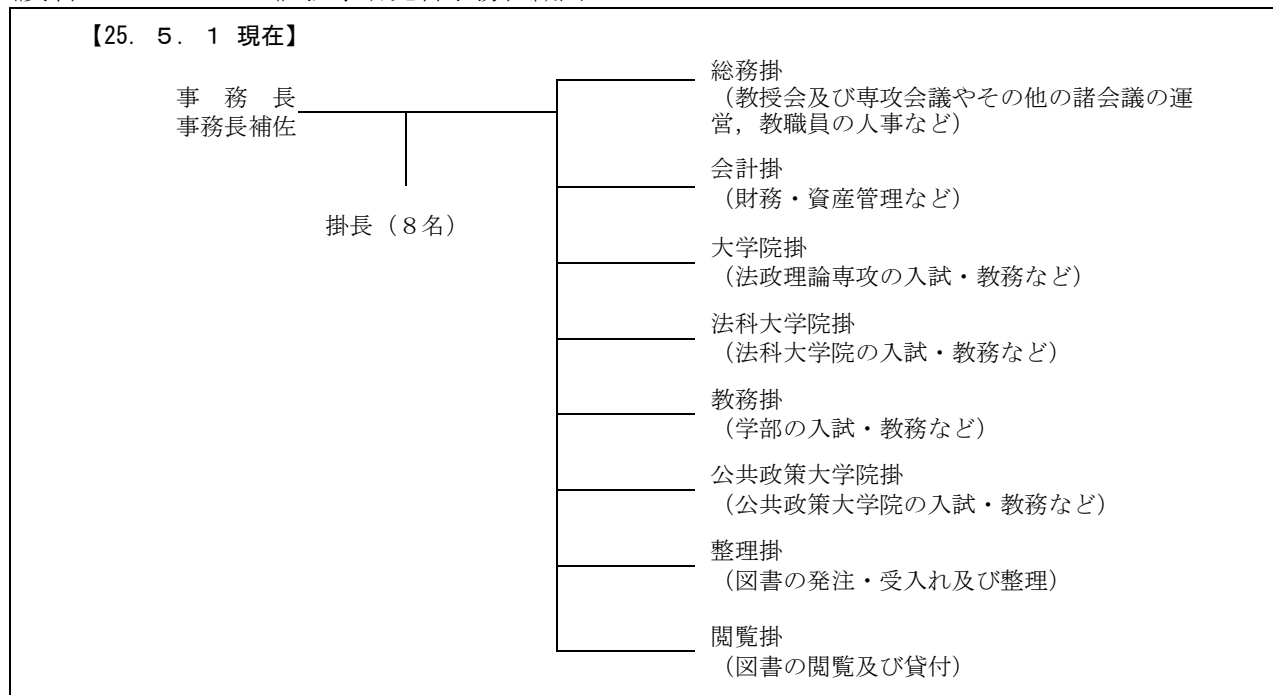 【25．５．１ 現在】
事　務　長
事務長補佐
掛長（８名）
総務掛
（教授会及び専攻会議やその他の諸会議の運
営，教職員の人事など）
会計掛
（財務・資産管理など）
大学院掛
（法政理論専攻の入試・教務など）
法科大学院掛
（法科大学院の入試・教務など）
教務掛
（学部の入試・教務など）
公共政策大学院掛
（公共政策大学院の入試・教務など）
整理掛
（図書の発注・受入れ及び整理）
閲覧掛
（図書の閲覧及び貸付）